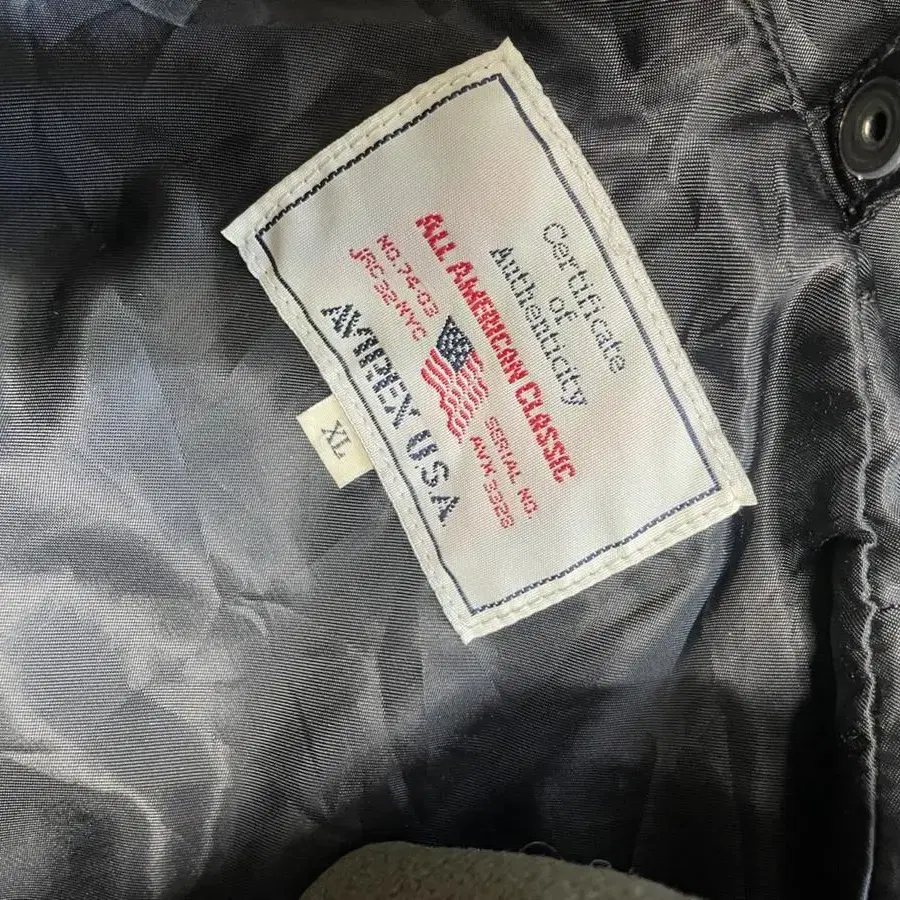 Certificate
of
Authenticity
ALL AMERICAN CLASSIC
NO.74-03
JRC 32 NYC
SERIAL NO.
AVX 3328
AVIREX U.S.A
XL